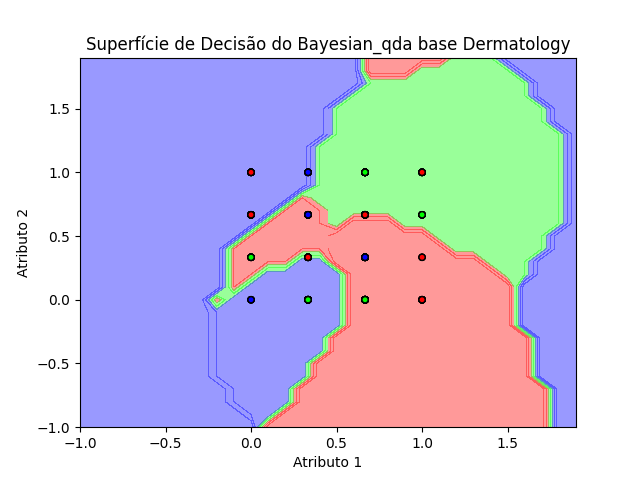 Superfície de Decisão do Bayesian_qda base Dermatology
Atributo 2
1.5
1.0
0.5
0.0
−0.5
−1.0
−1.0 −0.5 0.0 0.5 1.0 1.5
Atributo 1